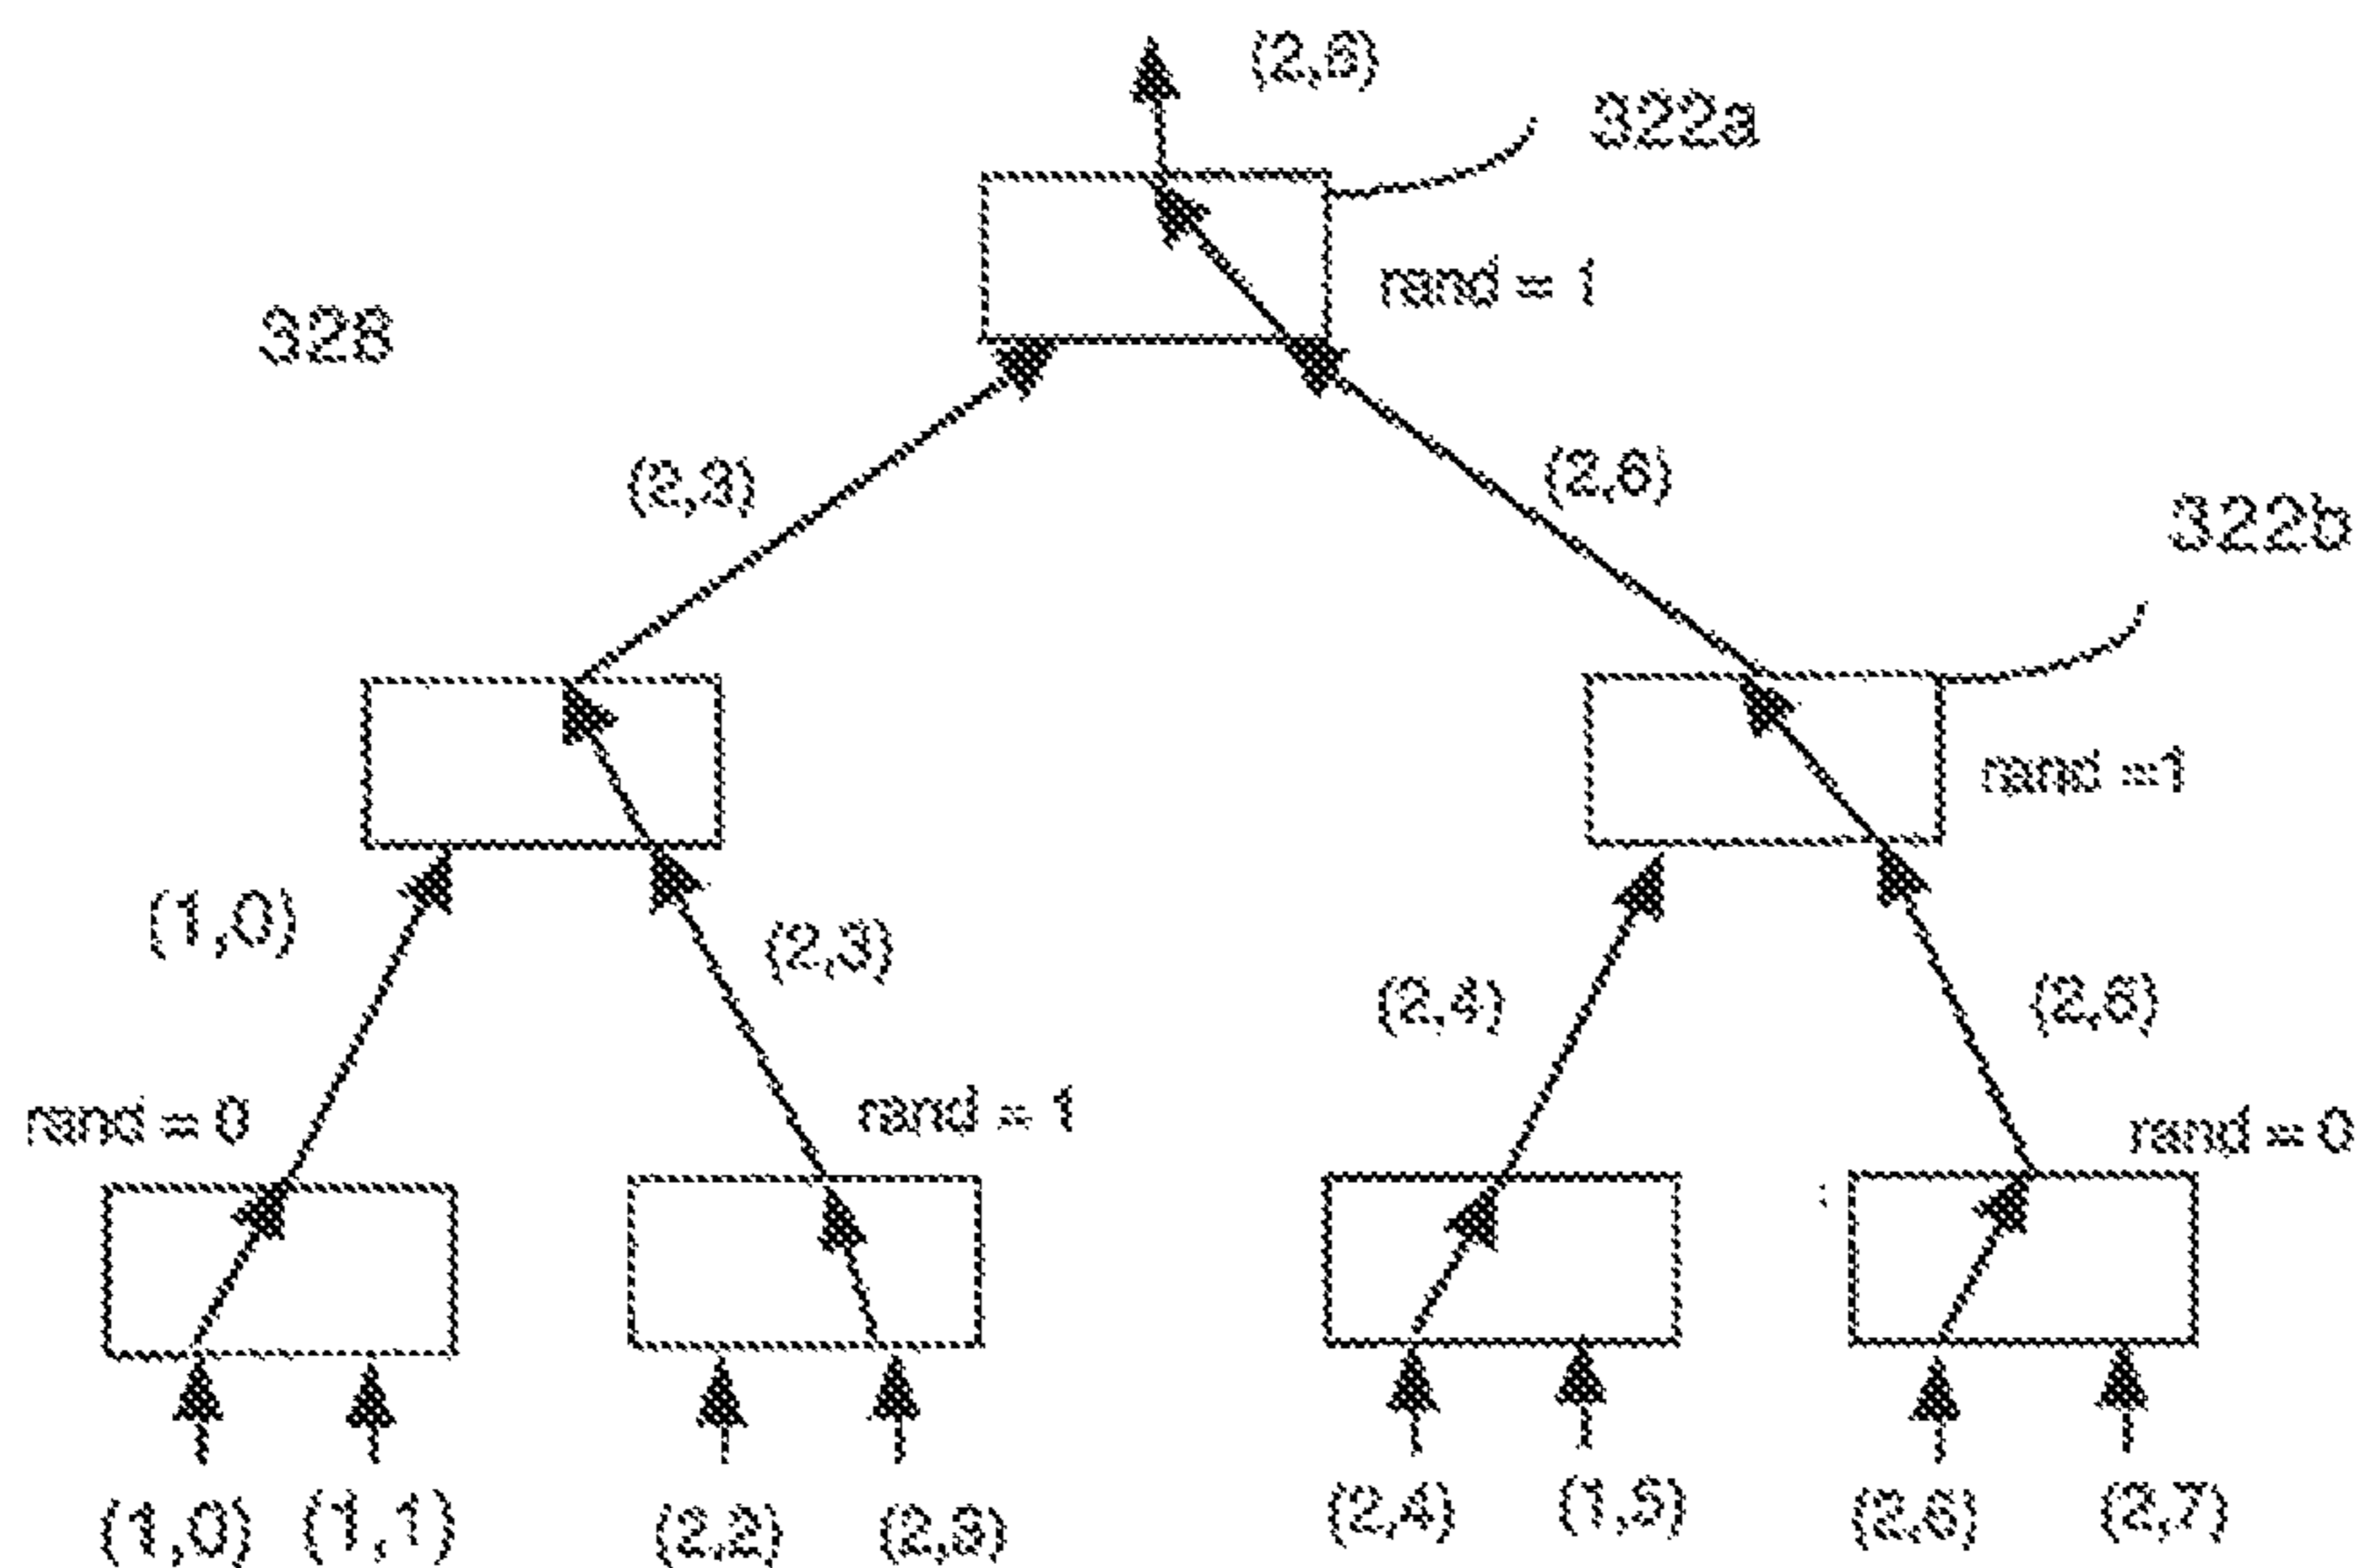 (2,6)
322a
rand = 1
328
(2,3)
(2,6)
322b
rand =1
(1,0)
(2,3)
(2,4)
(2,6)
rand = 0
rand = 1
rand = 0
(1,0) (1,1) (2,2) (2,3) (2,4) (1,5) (2,6) (2,7)